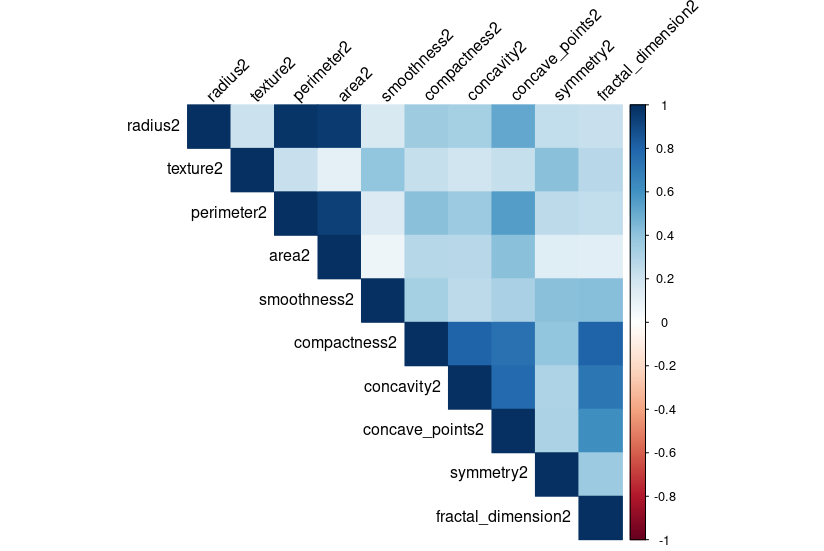 radius2
texture2
perimeter2
area2
smoothness2
compactness2
concavity2
concave_points2
symmetry2
fractal_dimension2
radius2
texture2
perimeter2
area2
smoothness2
compactness2
concavity2
concave_points2
symmetry2
fractal_dimension2
1
0.8
0.6
0.4
0.2
0
-0.2
-0.4
-0.6
-0.8
-1